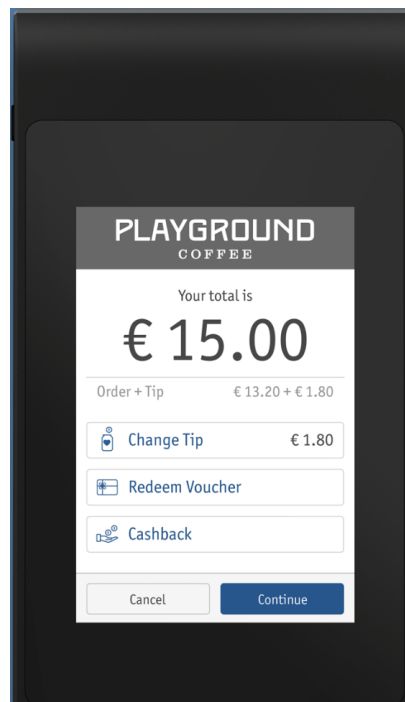 PLAYGROUND
COFFEE
Your total is
€ 15.00
Order + Tip € 13.20 + € 1.80
Change Tip € 1.80
Redeem Voucher
Cashback
Cancel Continue